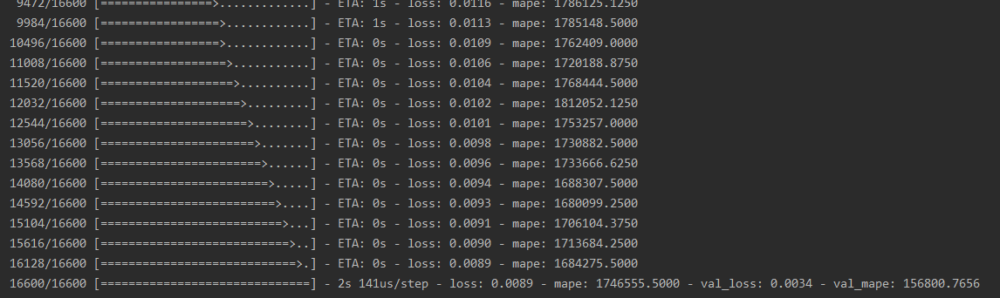 9472/16600 [================>.............] - ETA: 1s - loss: 0.0116 - mape: 1786125.1250
9984/16600 [=================>............] - ETA: 1s - loss: 0.0113 - mape: 1785148.5000
10496/16600 [=================>............] - ETA: 0s - loss: 0.0109 - mape: 1762409.0000
11008/16600 [==================>...........] - ETA: 0s - loss: 0.0106 - mape: 1720188.8750
11520/16600 [===================>..........] - ETA: 0s - loss: 0.0104 - mape: 1768444.5000
12032/16600 [====================>.........] - ETA: 0s - loss: 0.0102 - mape: 1812052.1250
12544/16600 [=====================>........] - ETA: 0s - loss: 0.0101 - mape: 1753257.0000
13056/16600 [======================>.......] - ETA: 0s - loss: 0.0098 - mape: 1730882.5000
13568/16600 [=======================>......] - ETA: 0s - loss: 0.0096 - mape: 1733666.6250
14080/16600 [========================>.....] - ETA: 0s - loss: 0.0094 - mape: 1688307.5000
14592/16600 [=========================>....] - ETA: 0s - loss: 0.0093 - mape: 1680099.2500
15104/16600 [==========================>...] - ETA: 0s - loss: 0.0091 - mape: 1706104.3750
15616/16600 [===========================>..] - ETA: 0s - loss: 0.0090 - mape: 1713684.2500
16128/16600 [============================>.] - ETA: 0s - loss: 0.0089 - mape: 1684275.5000
16600/16600 [==============================] - 2s 141us/step - loss: 0.0089 - mape: 1746555.5000 - val_loss: 0.0034 - val_mape: 156800.7656